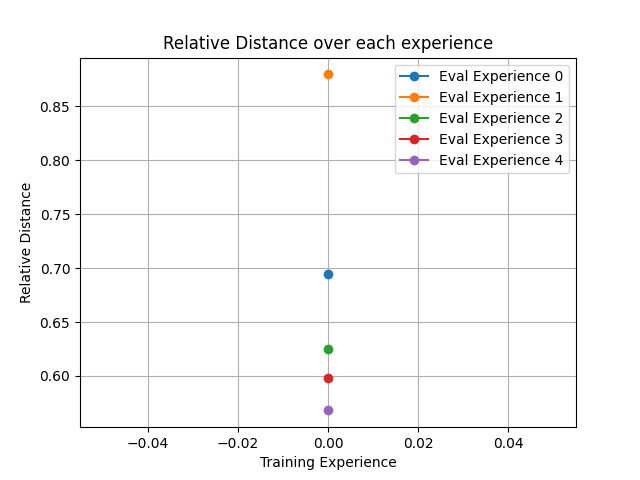 Relative Distance over each experience
Eval Experience 0
Eval Experience 1
Eval Experience 2
Eval Experience 3
Eval Experience 4
Relative Distance
0.85
0.80
0.75
0.70
0.65
0.60
−0.04 −0.02 0.00 0.02 0.04
Training Experience